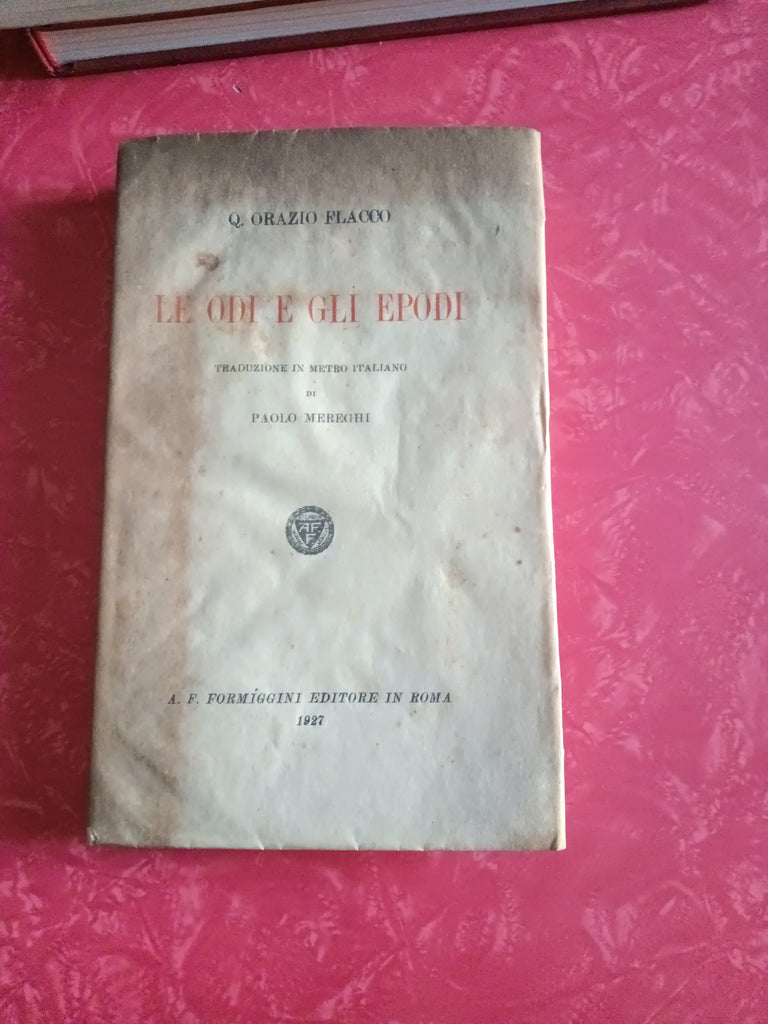 Q. ORAZIO FLACCO
LE ODI E GLI EPODI
TRADUZIONE IN METRO ITALIANO
DI
PAOLO MEREGHI
A F F
A. F. FORMÍGGINI EDITORE IN ROMA
1927